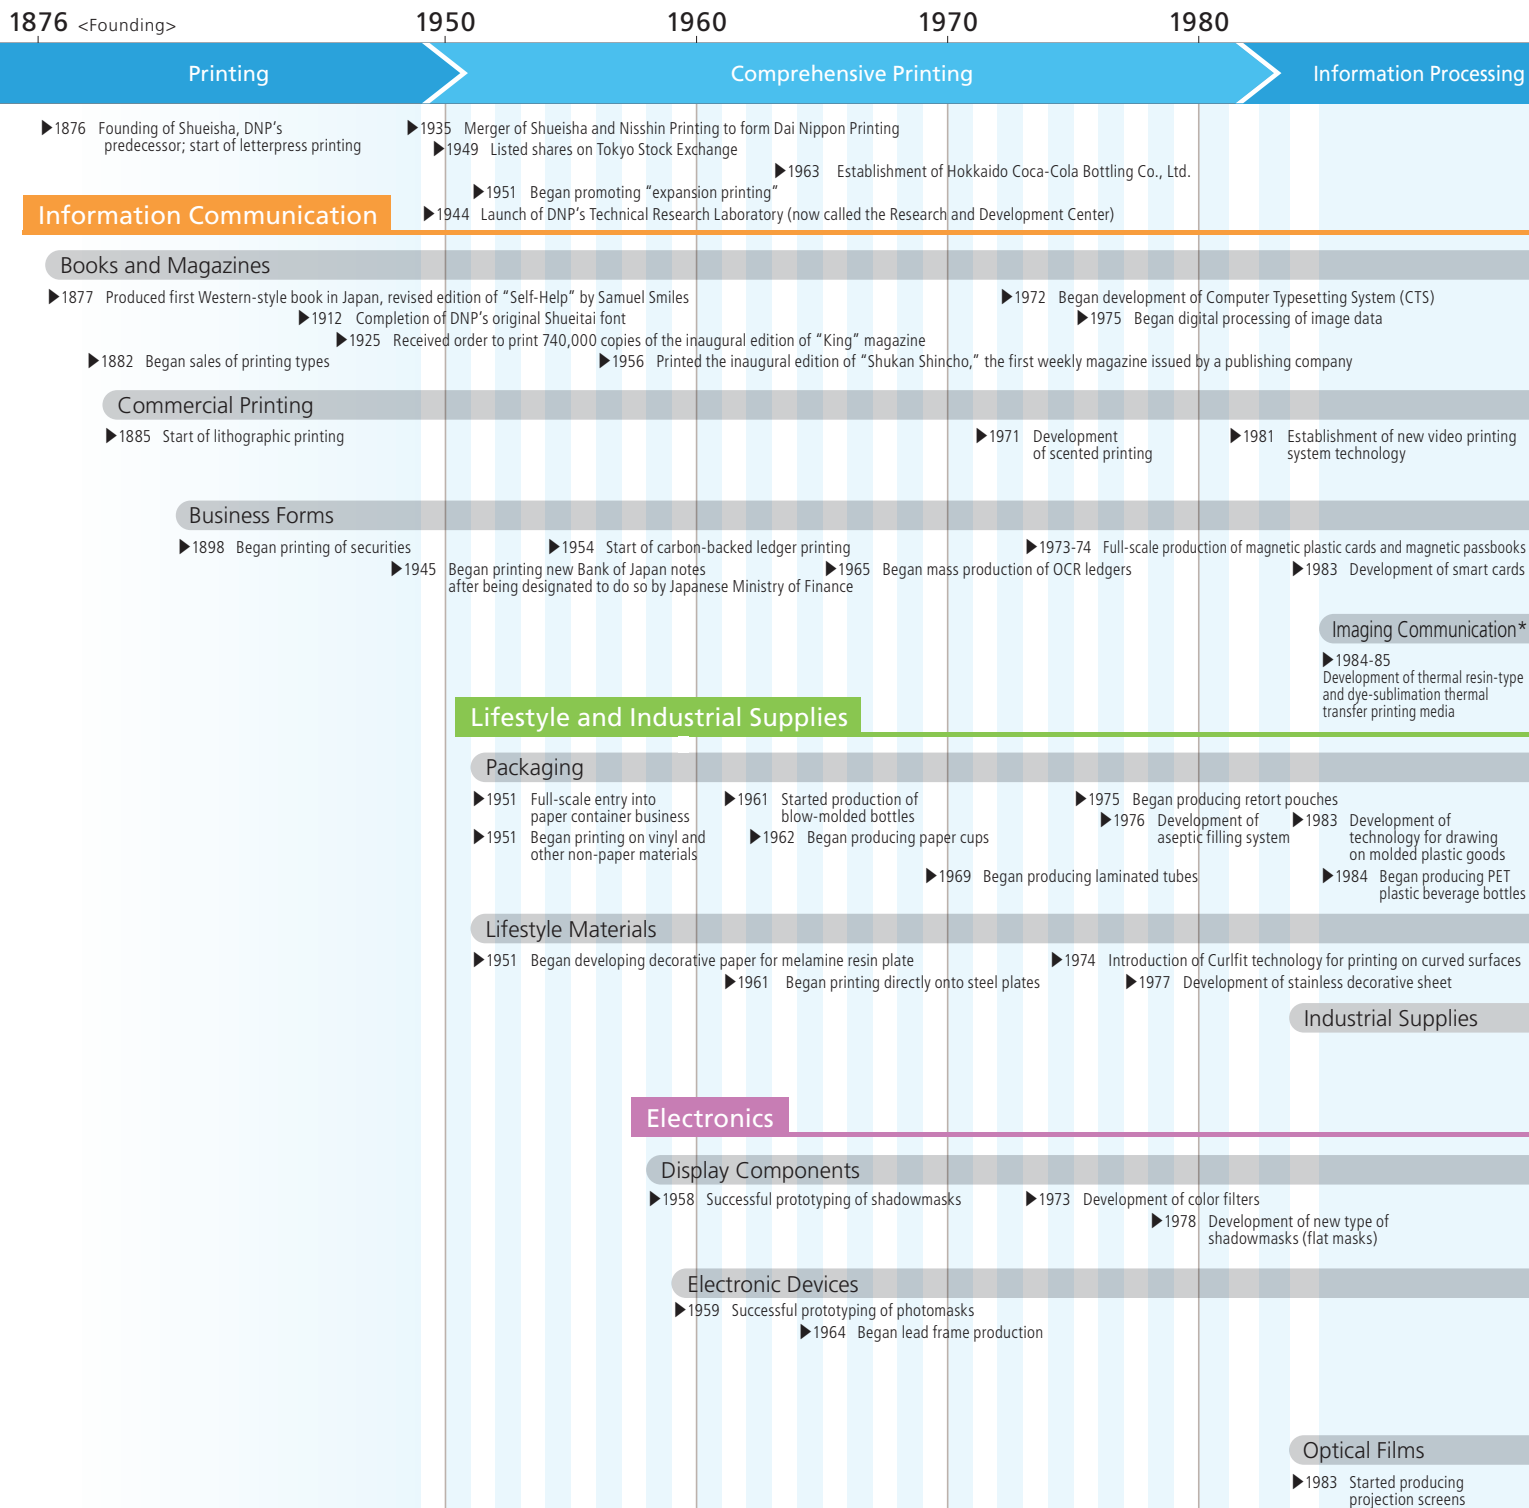 1876 <Founding> 1950 1960 1970 1980
Printing Comprehensive Printing Information Processing
▶1876 Founding of Shueisha, DNP's
predecessor; start of letterpress printing
▶1935 Merger of Shueisha and Nisshin Printing to form Dai Nippon Printing
▶1949 Listed shares on Tokyo Stock Exchange
▶1963 Establishment of Hokkaido Coca-Cola Bottling Co., Ltd.
▶1951 Began promoting “expansion printing”
▶1944 Launch of DNP's Technical Research Laboratory (now called the Research and Development Center)
Information Communication
Books and Magazines
▶1877 Produced first Western-style book in Japan, revised edition of “Self-Help” by Samuel Smiles
▶1972 Began development of Computer Typesetting System (CTS)
▶1912 Completion of DNP's original Shueitai font
▶1975 Began digital processing of image data
▶1925 Received order to print 740,000 copies of the inaugural edition of “King” magazine
▶1882 Began sales of printing types
▶1956 Printed the inaugural edition of “Shukan Shincho,” the first weekly magazine issued by a publishing company
Commercial Printing
▶1885 Start of lithographic printing
▶1971 Development
of scented printing
▶1981 Establishment of new video printing
system technology
Business Forms
▶1898 Began printing of securities
▶1954 Start of carbon-backed ledger printing
▶1973-74 Full-scale production of magnetic plastic cards and magnetic passbooks
▶1945 Began printing new Bank of Japan notes
after being designated to do so by Japanese Ministry of Finance
▶1965 Began mass production of OCR ledgers
▶1983 Development of smart cards
Imaging Communication*
▶1984-85
Development of thermal resin-type
and dye-sublimation thermal
transfer printing media
Lifestyle and Industrial Supplies
Packaging
▶1951 Full-scale entry into
paper container business
▶1961 Started production of
blow-molded bottles
▶1975 Began producing retort pouches
▶1976 Development of
aseptic filling system
▶1983 Development of
technology for drawing
on molded plastic goods
▶1951 Began printing on vinyl and
other non-paper materials
▶1962 Began producing paper cups
▶1969 Began producing laminated tubes
▶1984 Began producing PET
plastic beverage bottles
Lifestyle Materials
▶1951 Began developing decorative paper for melamine resin plate
▶1974 Introduction of Curlfit technology for printing on curved surfaces
▶1961 Began printing directly onto steel plates
▶1977 Development of stainless decorative sheet
Industrial Supplies
Electronics
Display Components
▶1958 Successful prototyping of shadowmasks
▶1973 Development of color filters
▶1978 Development of new type of
shadowmasks (flat masks)
Electronic Devices
▶1959 Successful prototyping of photomasks
▶1964 Began lead frame production
Optical Films
▶1983 Started producing
projection screens